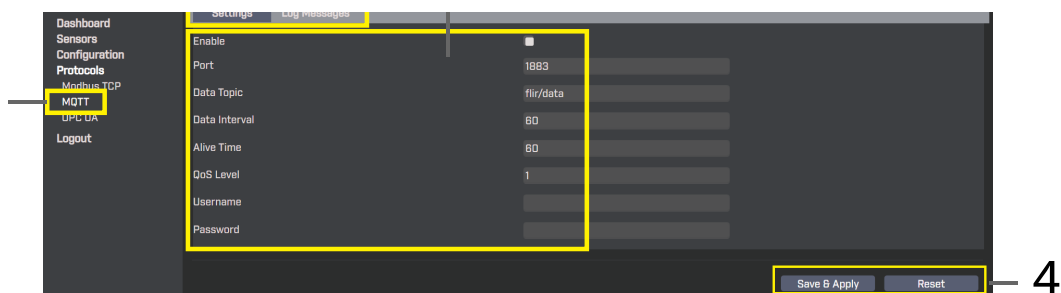 Dashboard
Sensors
Configuration
Protocols
Modbus TCP
MQTT
OPC UA
Logout
Settings Log Messages
Enable
Port 1883
Data Topic flir/data
Data Interval 60
Alive Time 60
QoS Level 1
Username
Password
Save & Apply Reset
4